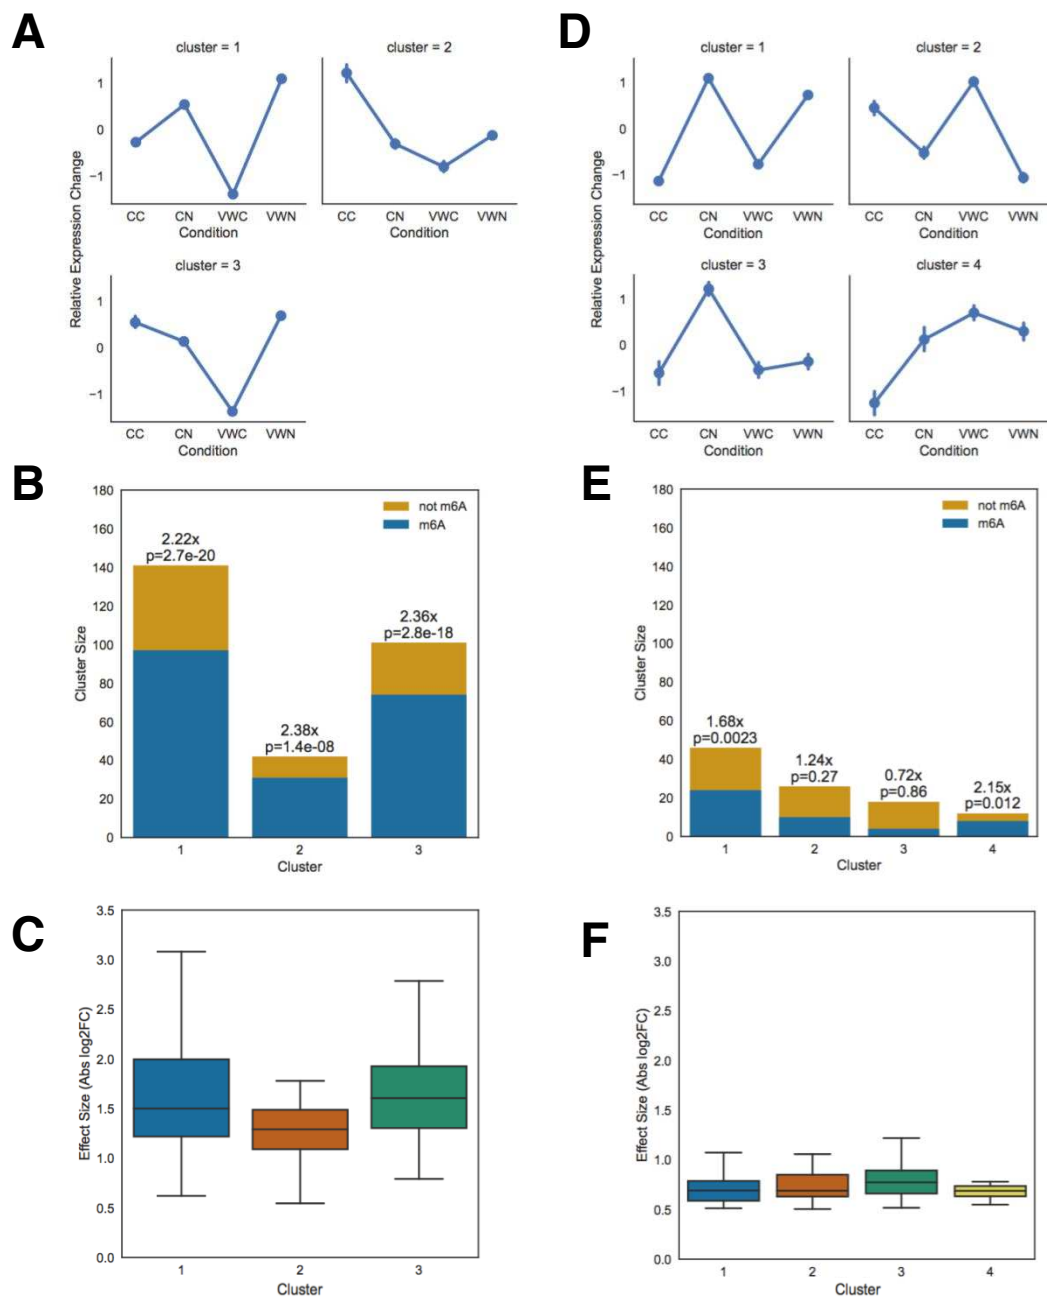 A
cluster = 1
cluster = 2
Relative Expression Change
1
0
−1
CC CN VWC VWN
Condition
CC CN VWC VWN
Condition
cluster = 3
1
0
−1
CC CN VWC VWN
Condition
D
cluster = 1
cluster = 2
Relative Expression Change
1
0
−1
CC CN VWC VWN
Condition
CC CN VWC VWN
Condition
cluster = 3
cluster = 4
1
0
−1
CC CN VWC VWN
Condition
CC CN VWC VWN
Condition
B
Cluster Size
180
160
140
120
100
80
60
40
20
0
not m6A
m6A
2.22x
p=2.7e-20
2.38x
p=1.4e-08
2.36x
p=2.8e-18
1 2 3
Cluster
E
Cluster Size
180
160
140
120
100
80
60
40
20
0
not m6A
m6A
1.68x
p=0.0023
1.24x
p=0.27
0.72x
p=0.86
2.15x
p=0.012
1 2 3 4
Cluster
C
Effect Size (Abs log2FC)
3.5
3.0
2.5
2.0
1.5
1.0
0.5
0.0
1 2 3
Cluster
F
Effect Size (Abs log2FC)
3.5
3.0
2.5
2.0
1.5
1.0
0.5
0.0
1 2 3 4
Cluster